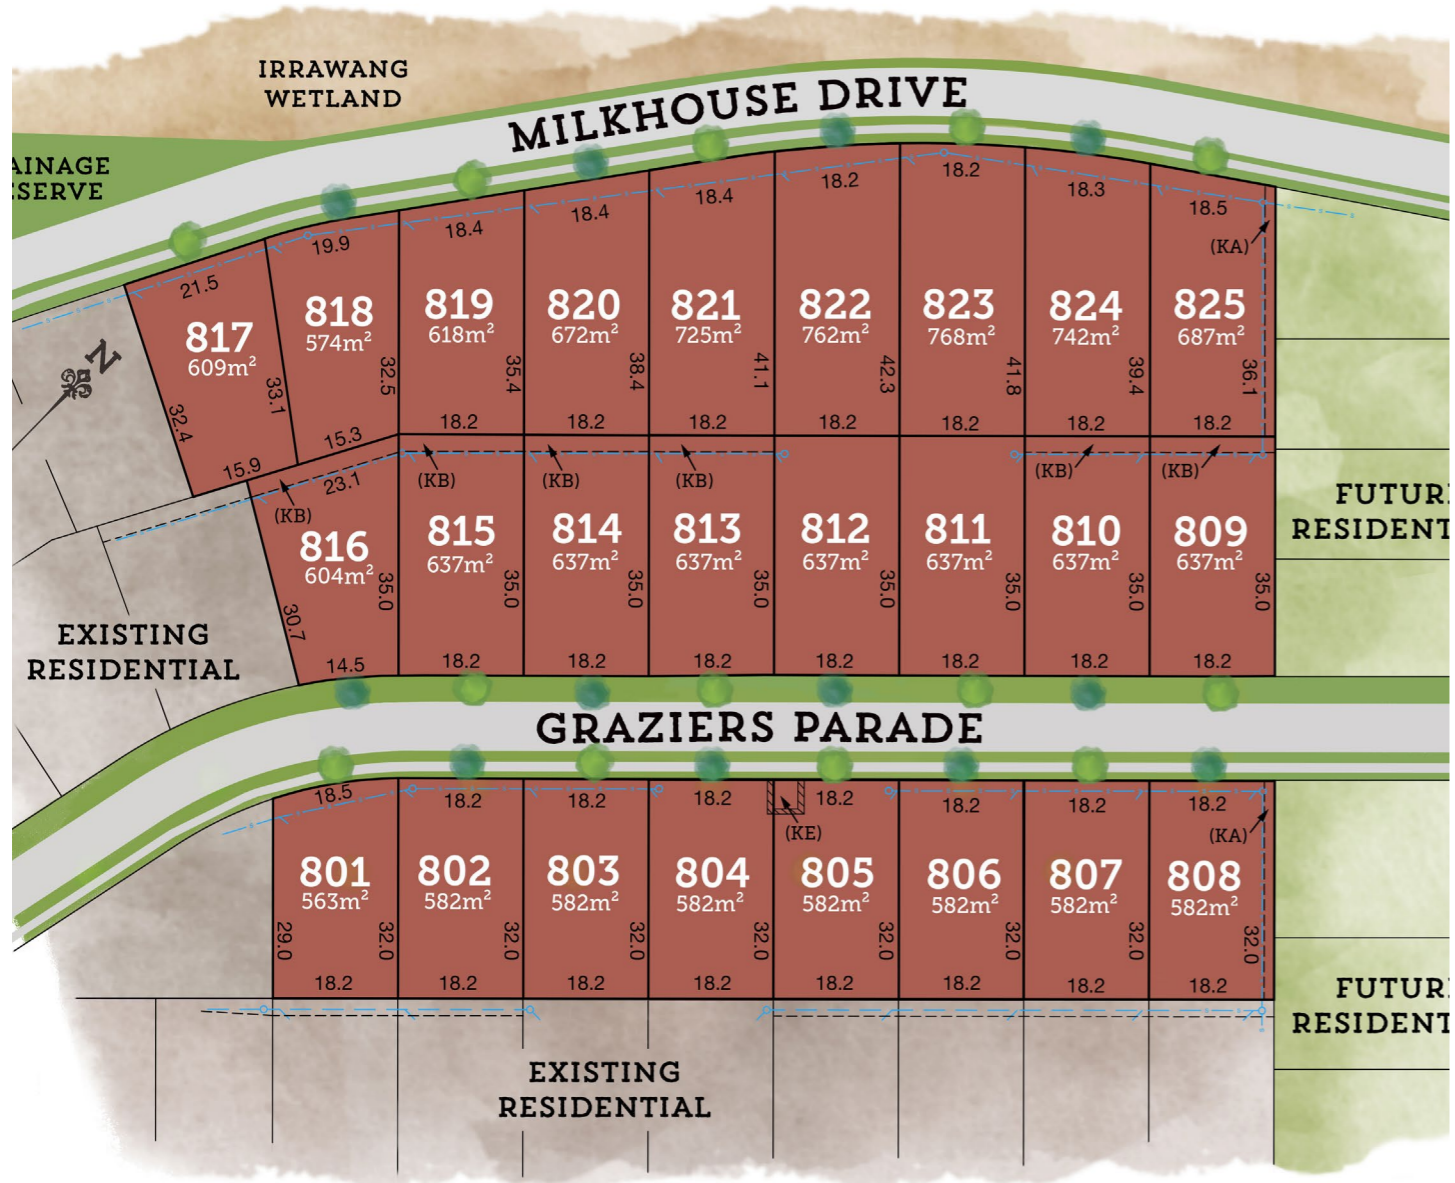 IRRAWANG
WETLAND
MILKHOUSE DRIVE
AINAGE
SERVE
N
21.5
19.9
18.4
18.4
18.4
18.2
18.2
18.3
18.5
(KA)
817
609m²
818
574m²
819
618m²
820
672m²
821
725m²
822
762m²
823
768m²
824
742m²
825
687m²
32.4
33.1
32.5
35.4
38.4
41.1
42.3
41.8
39.4
36.1
15.9
15.3
18.2
18.2
18.2
18.2
18.2
18.2
18.2
23.1
(KB)
(KB)
(KB)
(KB)
(KB)
(KB)
816
604m²
815
637m²
814
637m²
813
637m²
812
637m²
811
637m²
810
637m²
809
637m²
30.7
35.0
35.0
35.0
35.0
35.0
35.0
35.0
14.5
18.2
18.2
18.2
18.2
18.2
18.2
18.2
EXISTING
RESIDENTIAL
FUTUR
RESIDENT
GRAZIERS PARADE
18.5
18.2
18.2
18.2
18.2
18.2
18.2
18.2
(KE)
(KA)
801
563m²
802
582m²
803
582m²
804
582m²
805
582m²
806
582m²
807
582m²
808
582m²
29.0
32.0
32.0
32.0
32.0
32.0
32.0
32.0
32.0
18.2
18.2
18.2
18.2
18.2
18.2
18.2
18.2
FUTUR
RESIDENT
EXISTING
RESIDENTIAL